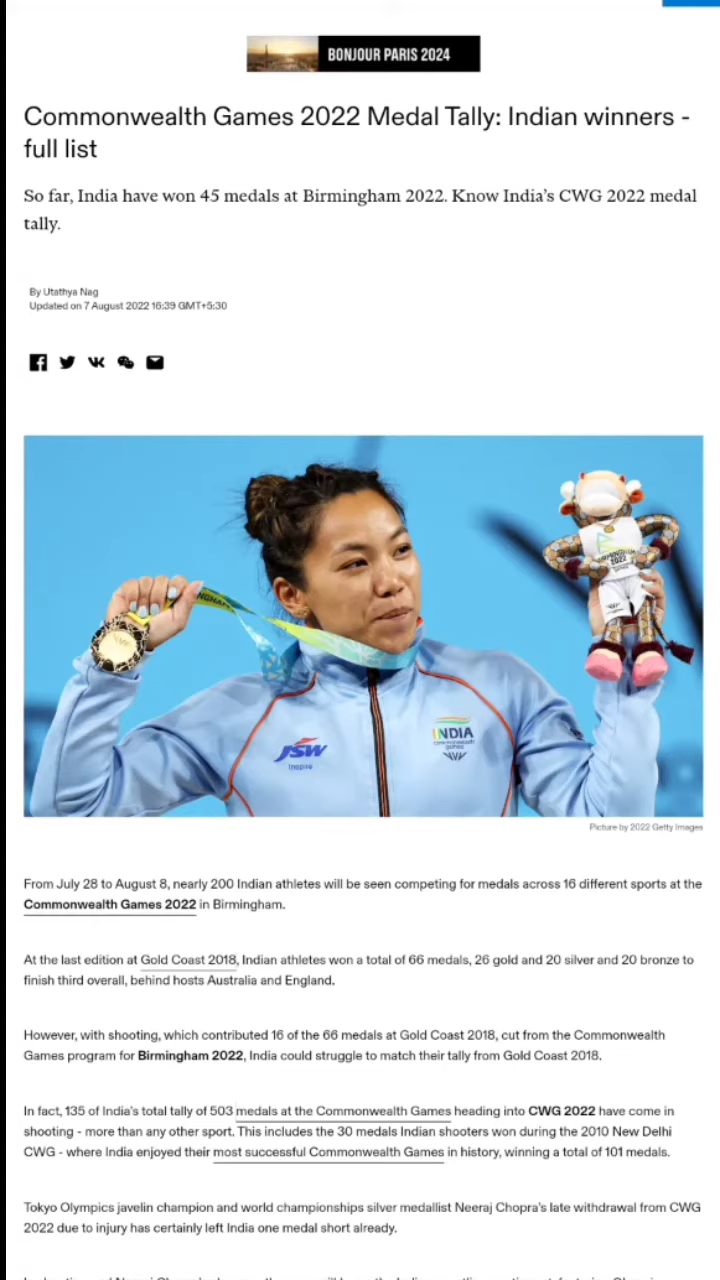 BONJOUR PARIS 2024
Commonwealth Games 2022 Medal Tally: Indian winners -
full list
So far, India have won 45 medals at Birmingham 2022. Know India's CWG 2022 medal
tally.
By Utathya Nag
Updated on 7 August 2022 16:39 GMT+5:30
BIRMINGHAM
2022
JSW
Inspire
INDIA
commonwealth
games
Picture by 2022 Getty Images
From July 28 to August 8, nearly 200 Indian athletes will be seen competing for medals across 16 different sports at the
Commonwealth Games 2022 in Birmingham.
At the last edition at Gold Coast 2018, Indian athletes won a total of 66 medals, 26 gold and 20 silver and 20 bronze to
finish third overall, behind hosts Australia and England.
However, with shooting, which contributed 16 of the 66 medals at Gold Coast 2018, cut from the Commonwealth
Games program for Birmingham 2022, India could struggle to match their tally from Gold Coast 2018.
In fact, 135 of India's total tally of 503 medals at the Commonwealth Games heading into CWG 2022 have come in
shooting - more than any other sport. This includes the 30 medals Indian shooters won during the 2010 New Delhi
CWG - where India enjoyed their most successful Commonwealth Games in history, winning a total of 101 medals.
Tokyo Olympics javelin champion and world championships silver medallist Neeraj Chopra's late withdrawal from CWG
2022 due to injury has certainly left India one medal short already.